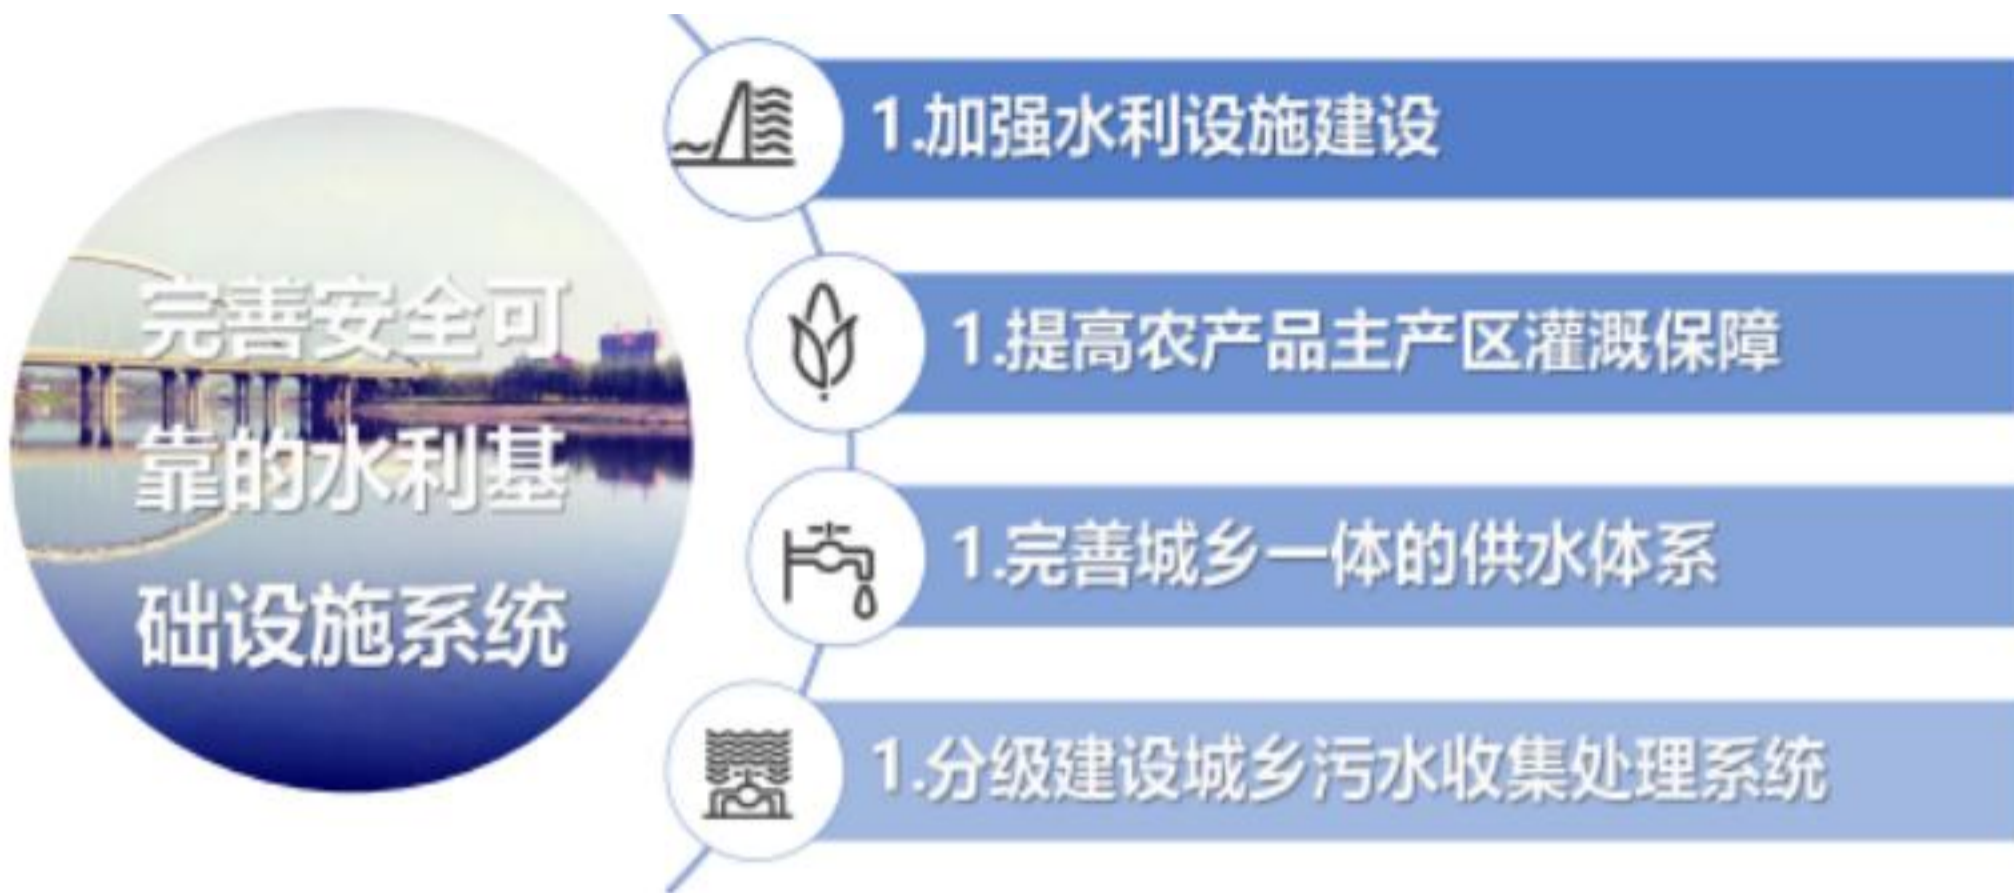 完善安全可
靠的水利基
础设施系统
1.加强水利设施建设
1.提高农产品主产区灌溉保障
1.完善城乡一体的供水体系
1.分级建设城乡污水收集处理系统